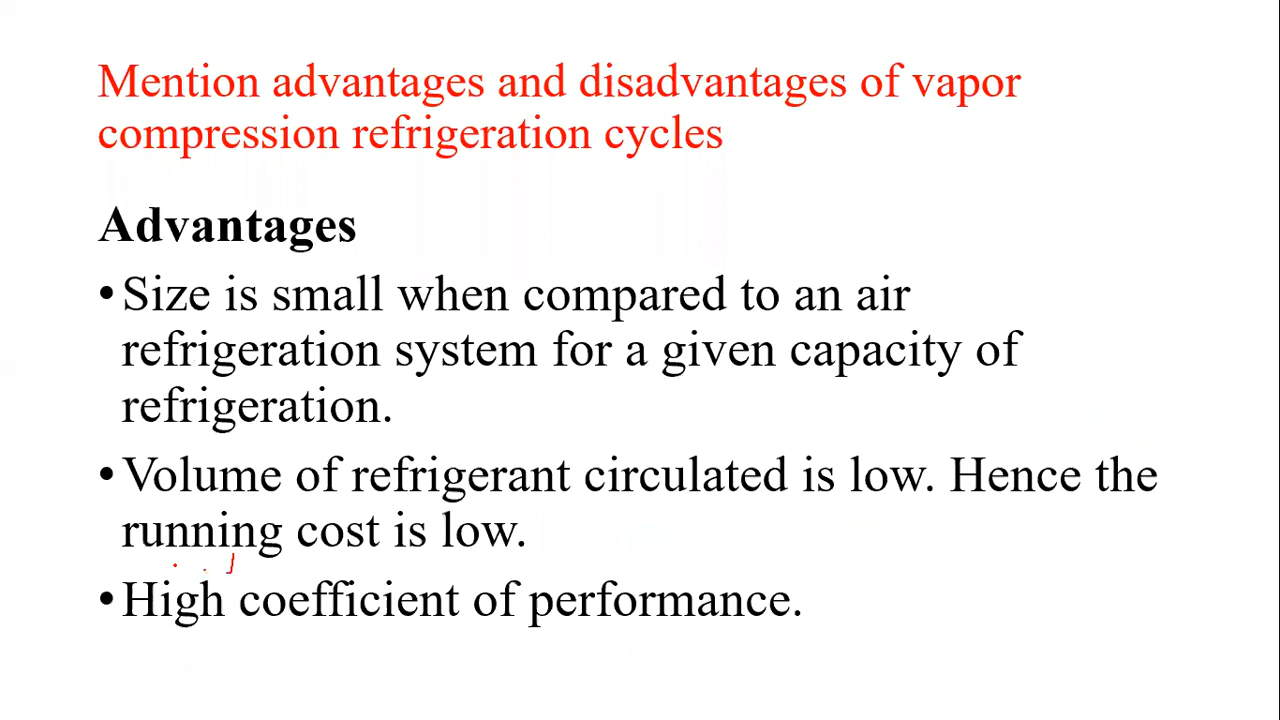 Mention advantages and disadvantages of vapor
compression refrigeration cycles
Advantages
•Size is small when compared to an air
refrigeration system for a given capacity of
refrigeration.
•Volume of refrigerant circulated is low. Hence the
running cost is low.
•High coefficient of performance.